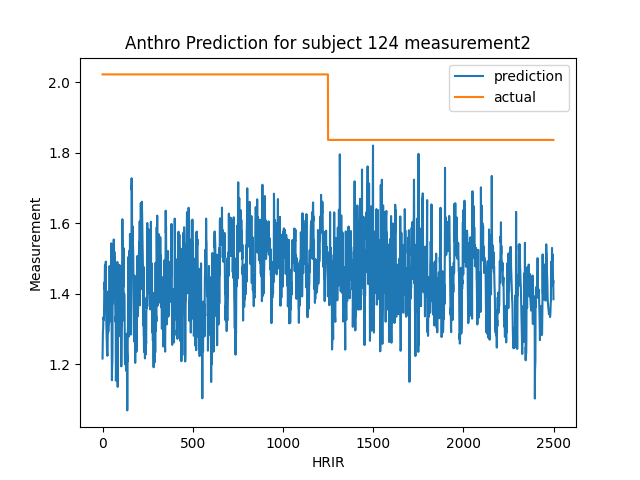 Anthro Prediction for subject 124 measurement2
prediction
actual
Measurement
2.0
1.8
1.6
1.4
1.2
0 500 1000 1500 2000 2500
HRIR